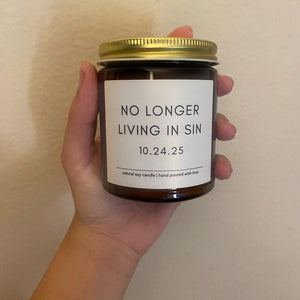 NO LONGER
LIVING IN SIN
10.24.25
natural soy candle | hand poured with love